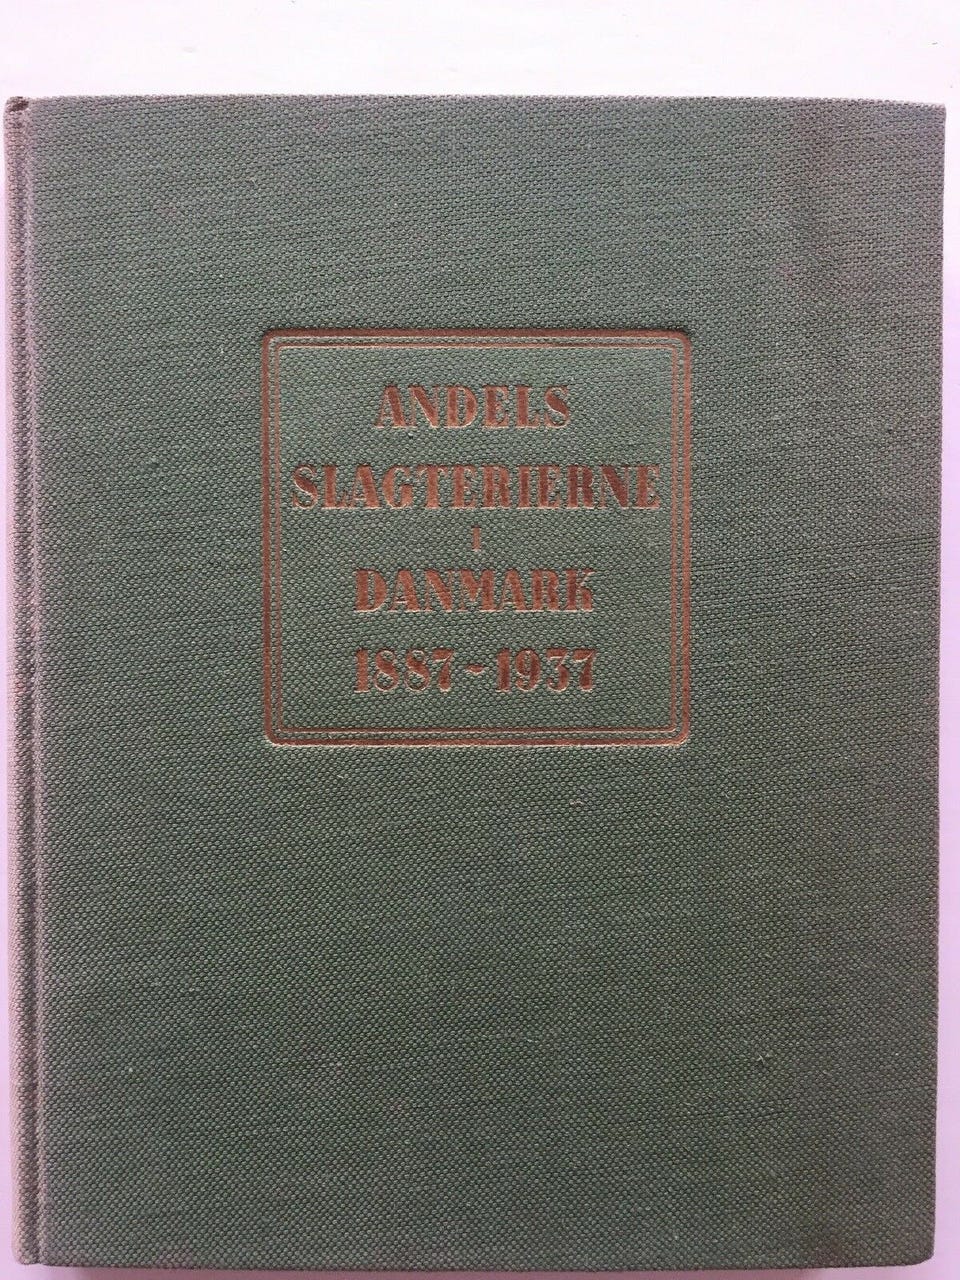 ANDELS
SLAGTERIERNE
I
DANMARK
1887-1937